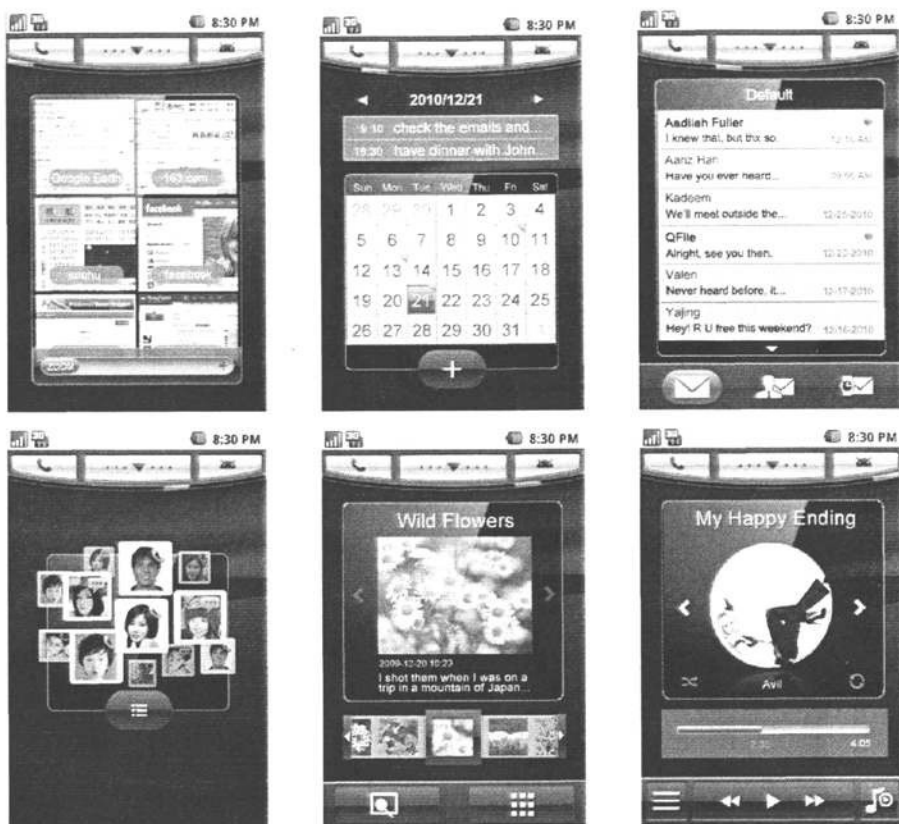 8:30 PM
Google Earth
163.com
sohu
facebook
facebook
zoom
8:30 PM
2010/12/21
9:10 check the emails and...
19:30 have dinner with John...
Sun Mon Tue Wed Thu Fri Sat
28 29 30 1 2 3 4
5 6 7 8 9 10 11
12 13 14 15 16 17 18
19 20 21 22 23 24 25
26 27 28 29 30 31 1
+
8:30 PM
Default
Aadilah Fuller
I knew that, but thx so.
Aanz Han
Have you ever heard...
Kadeem
We'll meet outside the...
12-25-2010
QFile
Alright, see you then.
Valen
Never heard before, it...
12-17-2010
Yajing
Hey! R U free this weekend?
12-16-2010
8:30 PM
8:30 PM
Wild Flowers
2009-12-20 10:23
I shot them when I was on a
trip in a mountain of Japan...
8:30 PM
My Happy Ending
Avil
4:05